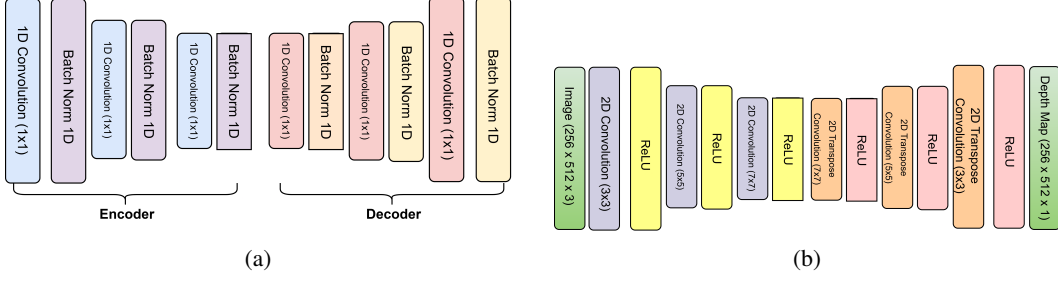 1D Convolution (1x1)
Batch Norm 1D
1D Convolution (1x1)
Batch Norm 1D
1D Convolution (1x1)
Batch Norm 1D
1D Convolution (1x1)
Batch Norm 1D
1D Convolution (1x1)
Batch Norm 1D
1D Convolution (1x1)
Batch Norm 1D
Encoder
Decoder
(a)
Image (256 x 512 x 3)
2D Convolution (3x3)
ReLU
2D Convolution (5x5)
ReLU
2D Convolution (7x7)
ReLU
2D Transpose
Convolution (7x7)
ReLU
2D Transpose
Convolution (5x5)
ReLU
2D Transpose
Convolution (3x3)
ReLU
Depth Map (256 x 512 x 1)
(b)